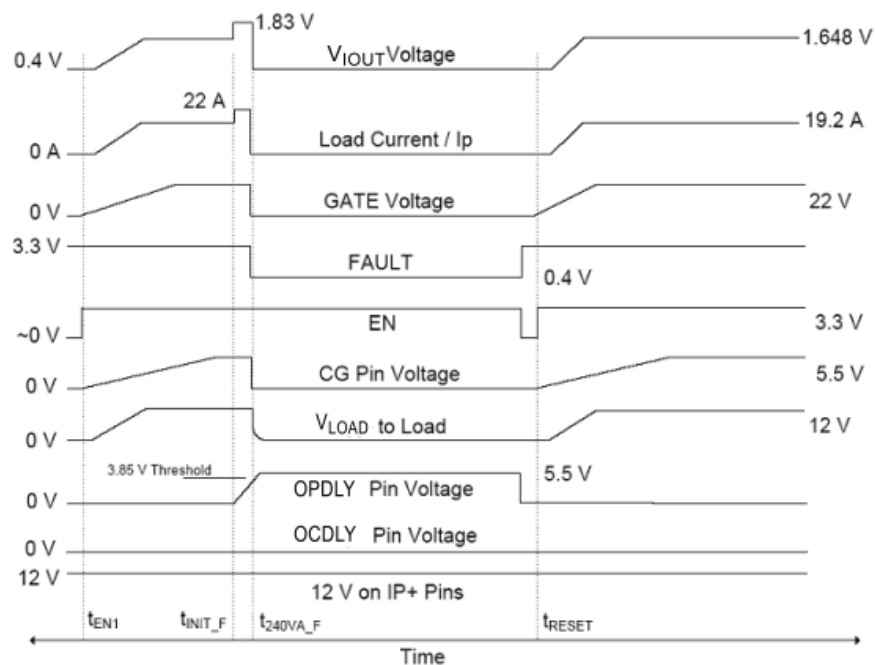 1.83 V
0.4 V
VIOUT Voltage
1.648 V
22 A
0 A
Load Current / Ip
19.2 A
0 V
GATE Voltage
22 V
3.3 V
FAULT
0.4 V
~0 V
EN
3.3 V
0 V
CG Pin Voltage
5.5 V
0 V
VLOAD to Load
12 V
3.85 V Threshold
0 V
OPDLY Pin Voltage
5.5 V
0 V
OCDLY Pin Voltage
12 V
12 V on IP+ Pins
tEN1
tINIT_F
t240VA_F
tRESET
Time